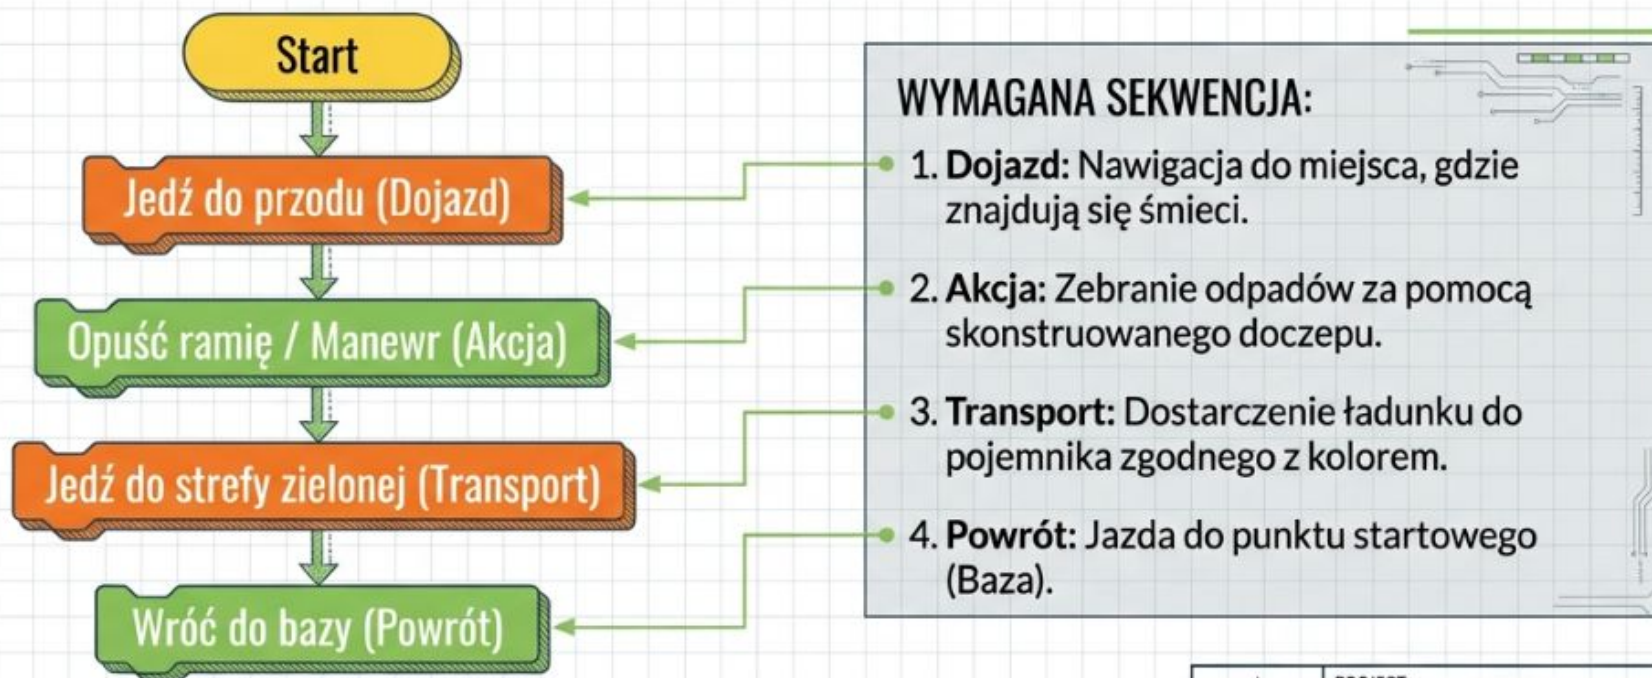 Start
Jedź do przodu (Dojazd)
Opuść ramię / Manewr (Akcja)
Jedź do strefy zielonej (Transport)
Wróć do bazy (Powrót)
WYMAGANA SEKWENCJA:
1. Dojazd: Nawigacja do miejsca, gdzie
znajdują się śmieci.
2. Akcja: Zebranie odpadów za pomocą
skonstruowanego doczepu.
3. Transport: Dostarczenie ładunku do
pojemnika zgodnego z kolorem.
4. Powrót: Jazda do punktu startowego
(Baza).